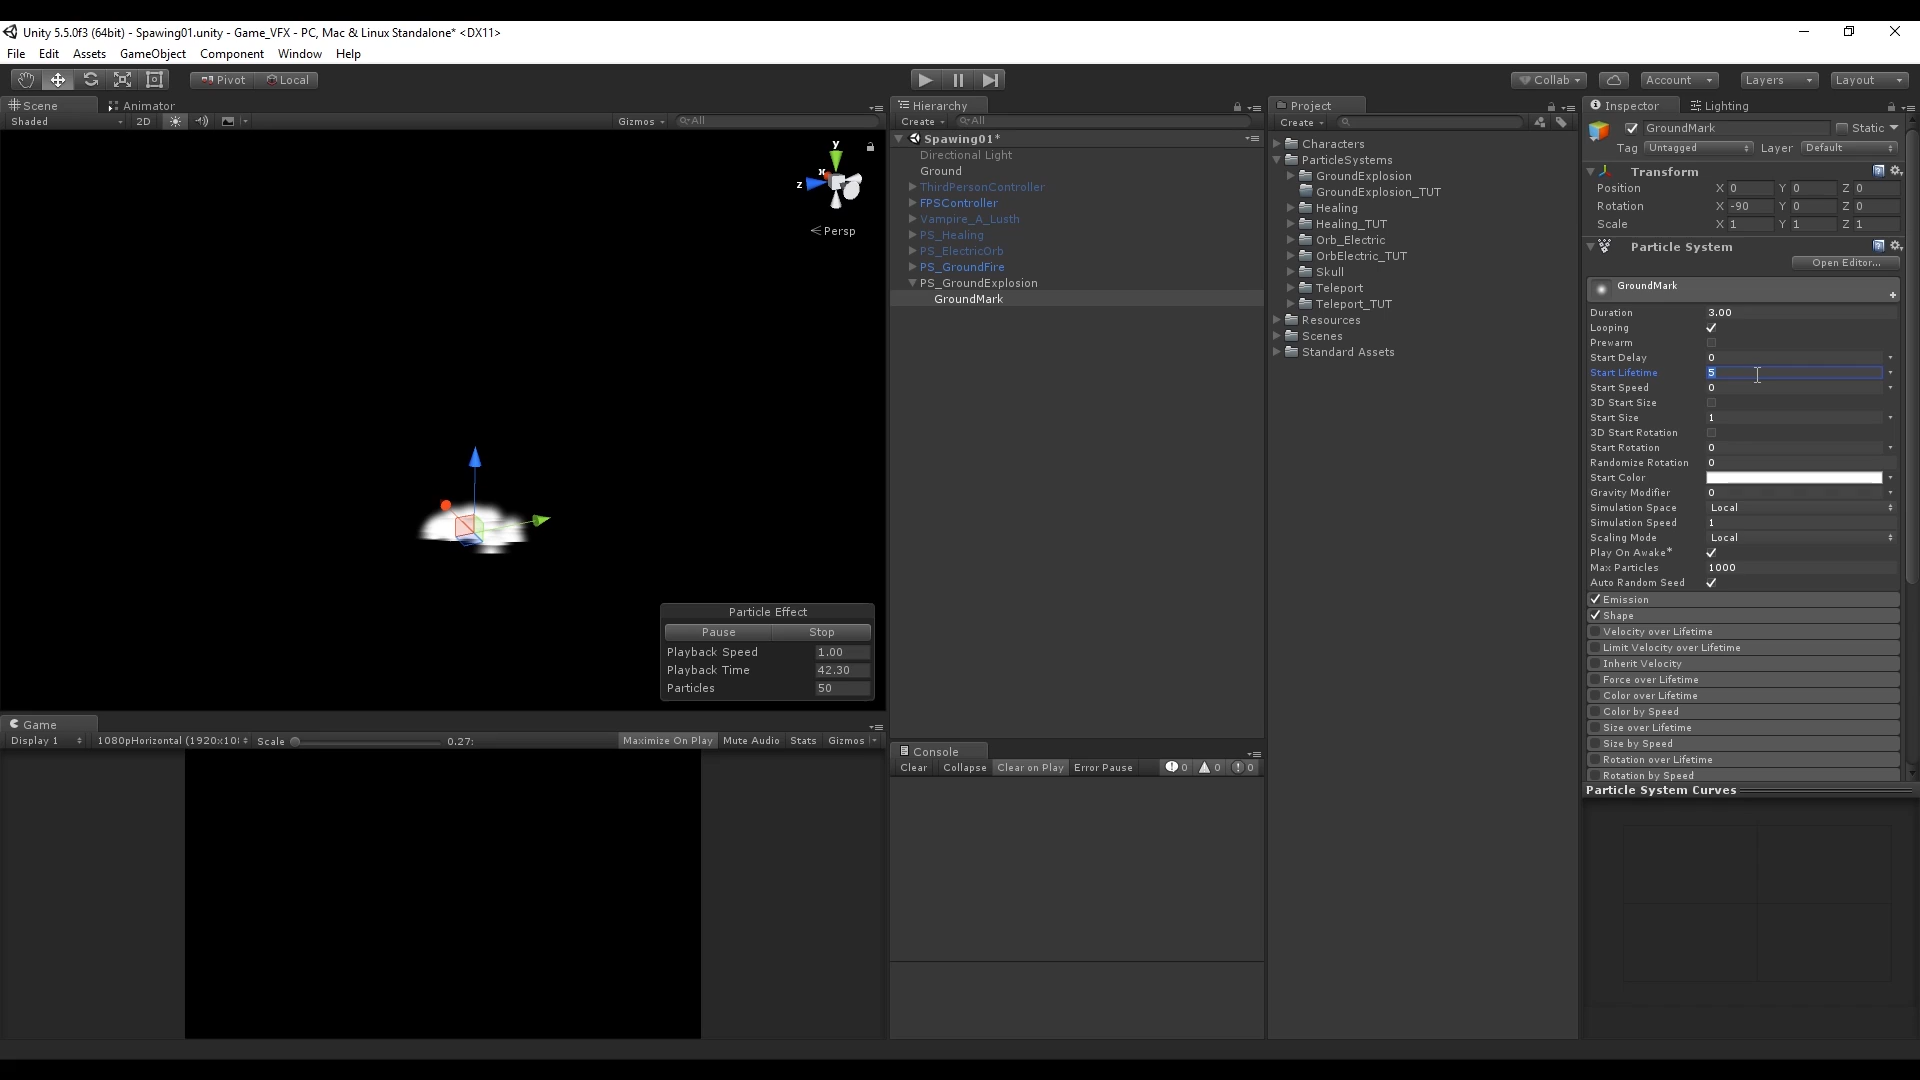 Unity 5.5.0f3 (64bit) - Spawing01.unity - Game_VFX - PC, Mac & Linux Standalone* <DX11>
File Edit Assets GameObject Component Window Help
Pivot Local Collab Account Layers Layout
Scene Animator
Shaded 2D Gizmos All
y
x
z
Persp
Particle Effect
Pause Stop
Playback Speed 1.00
Playback Time 42.30
Particles 50
Game
Display 1 1080pHorizontal (1920x10 Scale 0.27: Maximize On Play Mute Audio Stats Gizmos
Hierarchy
Create All
Spawing01*
Directional Light
Ground
ThirdPersonController
FPSController
Vampire_A_Lusth
PS_Healing
PS_ElectricOrb
PS_GroundFire
PS_GroundExplosion
GroundMark
Console
Clear Collapse Clear on Play Error Pause 0 0 0
Project
Create
Characters
ParticleSystems
GroundExplosion
GroundExplosion_TUT
Healing
Healing_TUT
Orb_Electric
OrbElectric_TUT
Skull
Teleport
Teleport_TUT
Resources
Scenes
Standard Assets
Inspector Lighting
GroundMark Static
Tag Untagged Layer Default
Transform
Position X 0 Y 0 Z 0
Rotation X -90 Y 0 Z 0
Scale X 1 Y 1 Z 1
Particle System
Open Editor...
GroundMark
Duration 3.00
Looping
Prewarm
Start Delay 0
Start Lifetime 5
Start Speed 0
3D Start Size
Start Size 1
3D Start Rotation
Start Rotation 0
Randomize Rotation 0
Start Color
Gravity Modifier 0
Simulation Space Local
Simulation Speed 1
Scaling Mode Local
Play On Awake*
Max Particles 1000
Auto Random Seed
Emission
Shape
Velocity over Lifetime
Limit Velocity over Lifetime
Inherit Velocity
Force over Lifetime
Color over Lifetime
Color by Speed
Size over Lifetime
Size by Speed
Rotation over Lifetime
Rotation by Speed
Particle System Curves